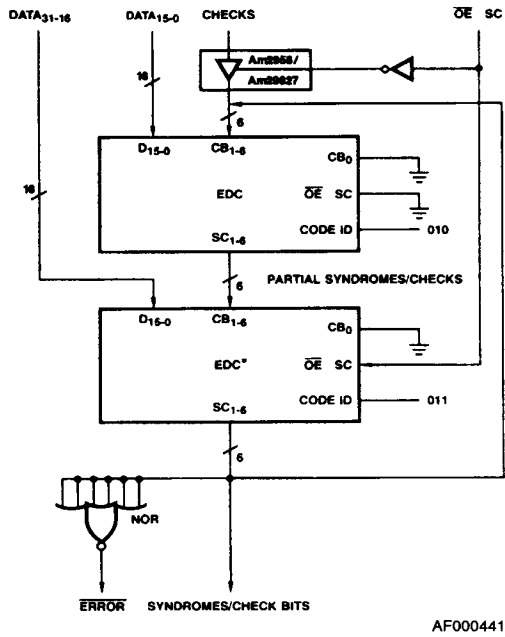 DATA31-16 DATA15-0 CHECKS OE SC
Am2958/
Am29827
16
6
D15-0 CB1-6 CB0
16
EDC OE SC
CODE ID 010
SC1-6
6 PARTIAL SYNDROMES/CHECKS
D15-0 CB1-6 CB0
EDC* OE SC
CODE ID 011
SC1-6
6
NOR
ERROR SYNDROMES/CHECK BITS
AF000441